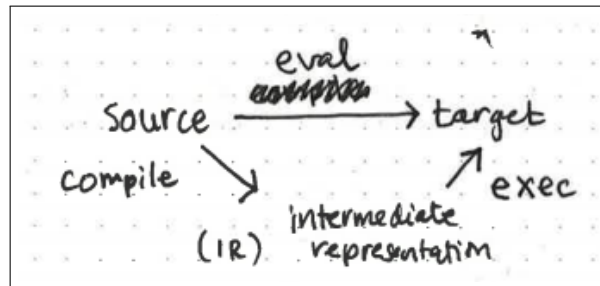 eval
source
target
compile
exec
intermediate
(IR) representation